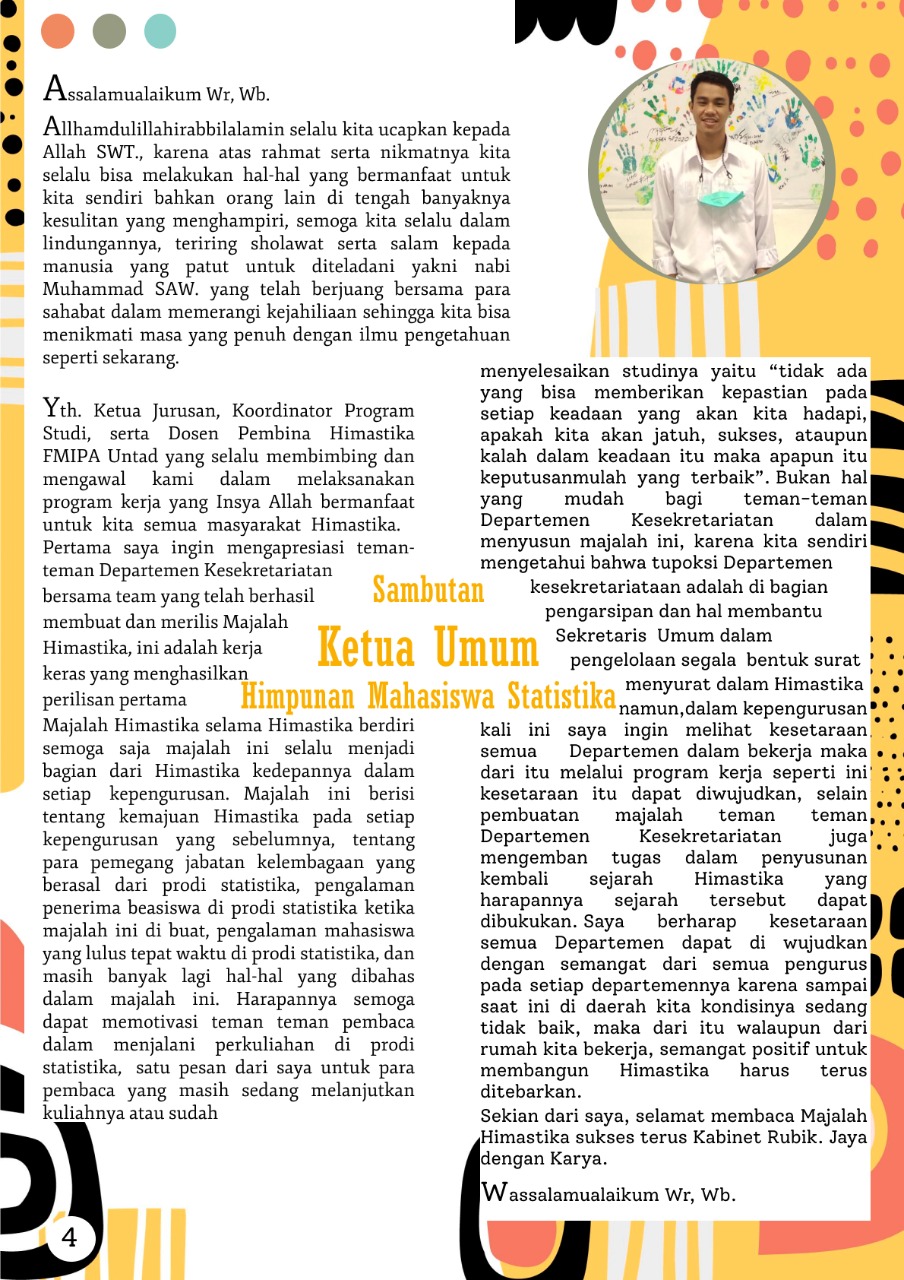 Assalamualaikum Wr, Wb.
Allhamdulillahirabbilalamin selalu kita ucapkan kepada
Allah SWT., karena atas rahmat serta nikmatnya kita
selalu bisa melakukan hal-hal yang bermanfaat untuk
kita sendiri bahkan orang lain di tengah banyaknya
kesulitan yang menghampiri, semoga kita selalu dalam
lindungannya, teriring sholawat serta salam kepada
manusia yang patut untuk diteladani yakni nabi
Muhammad SAW. yang telah berjuang bersama para
sahabat dalam memerangi kejahiliaan sehingga kita bisa
menikmati masa yang penuh dengan ilmu pengetahuan
seperti sekarang.
Yth. Ketua Jurusan, Koordinator Program
Studi, serta Dosen Pembina Himastika
FMIPA Untad yang selalu membimbing dan
mengawal kami dalam melaksanakan
program kerja yang Insya Allah bermanfaat
untuk kita semua masyarakat Himastika.
Pertama saya ingin mengapresiasi teman-
teman Departemen Kesekretariatan
bersama team yang telah berhasil
membuat dan merilis Majalah
Himastika, ini adalah kerja
keras yang menghasilkan
perilisan pertama
Majalah Himastika selama Himastika berdiri
semoga saja majalah ini selalu menjadi
bagian dari Himastika kedepannya dalam
setiap kepengurusan. Majalah ini berisi
tentang kemajuan Himastika pada setiap
kepengurusan yang sebelumnya, tentang
para pemegang jabatan kelembagaan yang
berasal dari prodi statistika, pengalaman
penerima beasiswa di prodi statistika ketika
majalah ini di buat, pengalaman mahasiswa
yang lulus tepat waktu di prodi statistika, dan
masih banyak lagi hal-hal yang dibahas
dalam majalah ini. Harapannya semoga
dapat memotivasi teman teman pembaca
dalam menjalani perkuliahan di prodi
statistika, satu pesan dari saya untuk para
pembaca yang masih sedang melanjutkan
kuliahnya atau sudah
Sambutan
Ketua Umum
Himpunan Mahasiswa Statistika
menyelesaikan studinya yaitu “tidak ada
yang bisa memberikan kepastian pada
setiap keadaan yang akan kita hadapi,
apakah kita akan jatuh, sukses, ataupun
kalah dalam keadaan itu maka apapun itu
keputusanmulah yang terbaik”. Bukan hal
yang mudah bagi teman-teman
Departemen Kesekretariatan dalam
menyusun majalah ini, karena kita sendiri
mengetahui bahwa tupoksi Departemen
kesekretariataan adalah di bagian
pengarsipan dan hal membantu
Sekretaris Umum dalam
pengelolaan segala bentuk surat
menyurat dalam Himastika
namun,dalam kepengurusan
kali ini saya ingin melihat kesetaraan
semua Departemen dalam bekerja maka
dari itu melalui program kerja seperti ini
kesetaraan itu dapat diwujudkan, selain
pembuatan majalah teman teman
Departemen Kesekretariatan juga
mengemban tugas dalam penyusunan
kembali sejarah Himastika yang
harapannya sejarah tersebut dapat
dibukukan. Saya berharap kesetaraan
semua Departemen dapat di wujudkan
dengan semangat dari semua pengurus
pada setiap departemennya karena sampai
saat ini di daerah kita kondisinya sedang
tidak baik, maka dari itu walaupun dari
rumah kita bekerja, semangat positif untuk
membangun Himastika harus terus
ditebarkan.
Sekian dari saya, selamat membaca Majalah
Himastika sukses terus Kabinet Rubik. Jaya
dengan Karya.
Wassalamualaikum Wr, Wb.
4